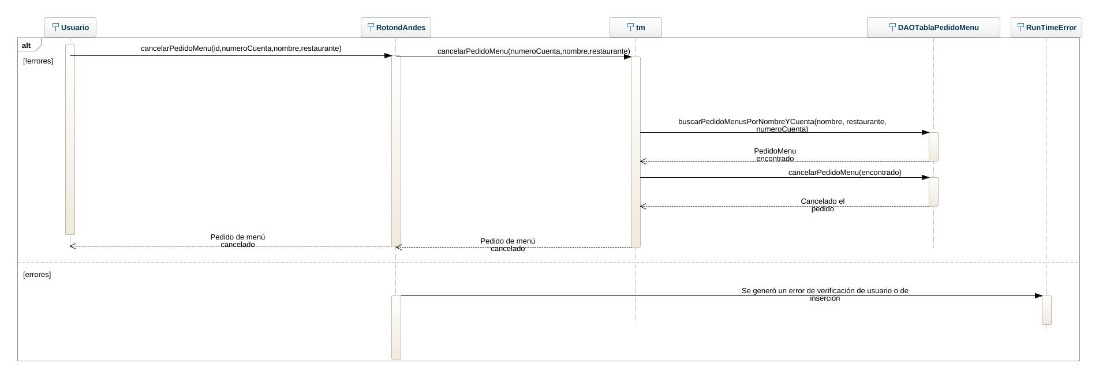 Usuario
RotondAndes
tm
DAOTablaPedidoMenu
RunTimeError
alt
[!errores]
cancelarPedidoMenu(id,numeroCuenta,nombre,restaurante)
cancelarPedidoMenu(numeroCuenta,nombre,restaurante)
buscarPedidoMenusPorNombreYCuenta(nombre, restaurante,
numeroCuenta)
PedidoMenu
encontrado
cancelarPedidoMenu(encontrado)
Cancelado el
pedido
Pedido de menú
cancelado
Pedido de menú
cancelado
[errores]
Se generó un error de verificación de usuario o de
inserción